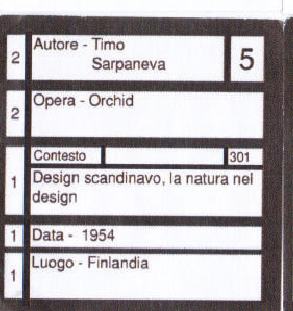 2 Autore - Timo 5
Sarpaneva
2 Opera - Orchid
Contesto 301
1 Design scandinavo, la natura nel
design
1 Data - 1954
1 Luogo - Finlandia